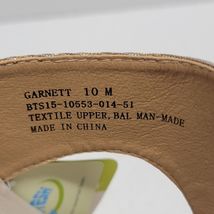 GARNETT 10 M
BTS15-10553-014-51
TEXTILE UPPER, BAL MAN-MADE
MADE IN CHINA